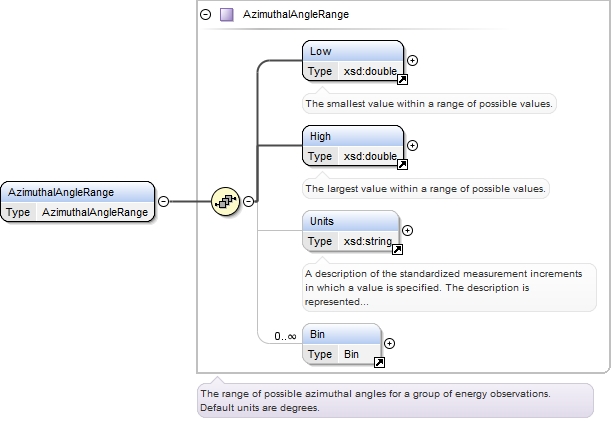 AzimuthalAngleRange
Low
Type xsd:double
The smallest value within a range of possible values.
High
Type xsd:double
The largest value within a range of possible values.
AzimuthalAngleRange
Type AzimuthalAngleRange
Units
Type xsd:string
A description of the standardized measurement increments
in which a value is specified. The description is
represented...
0..∞
Bin
Type Bin
The range of possible azimuthal angles for a group of energy observations.
Default units are degrees.